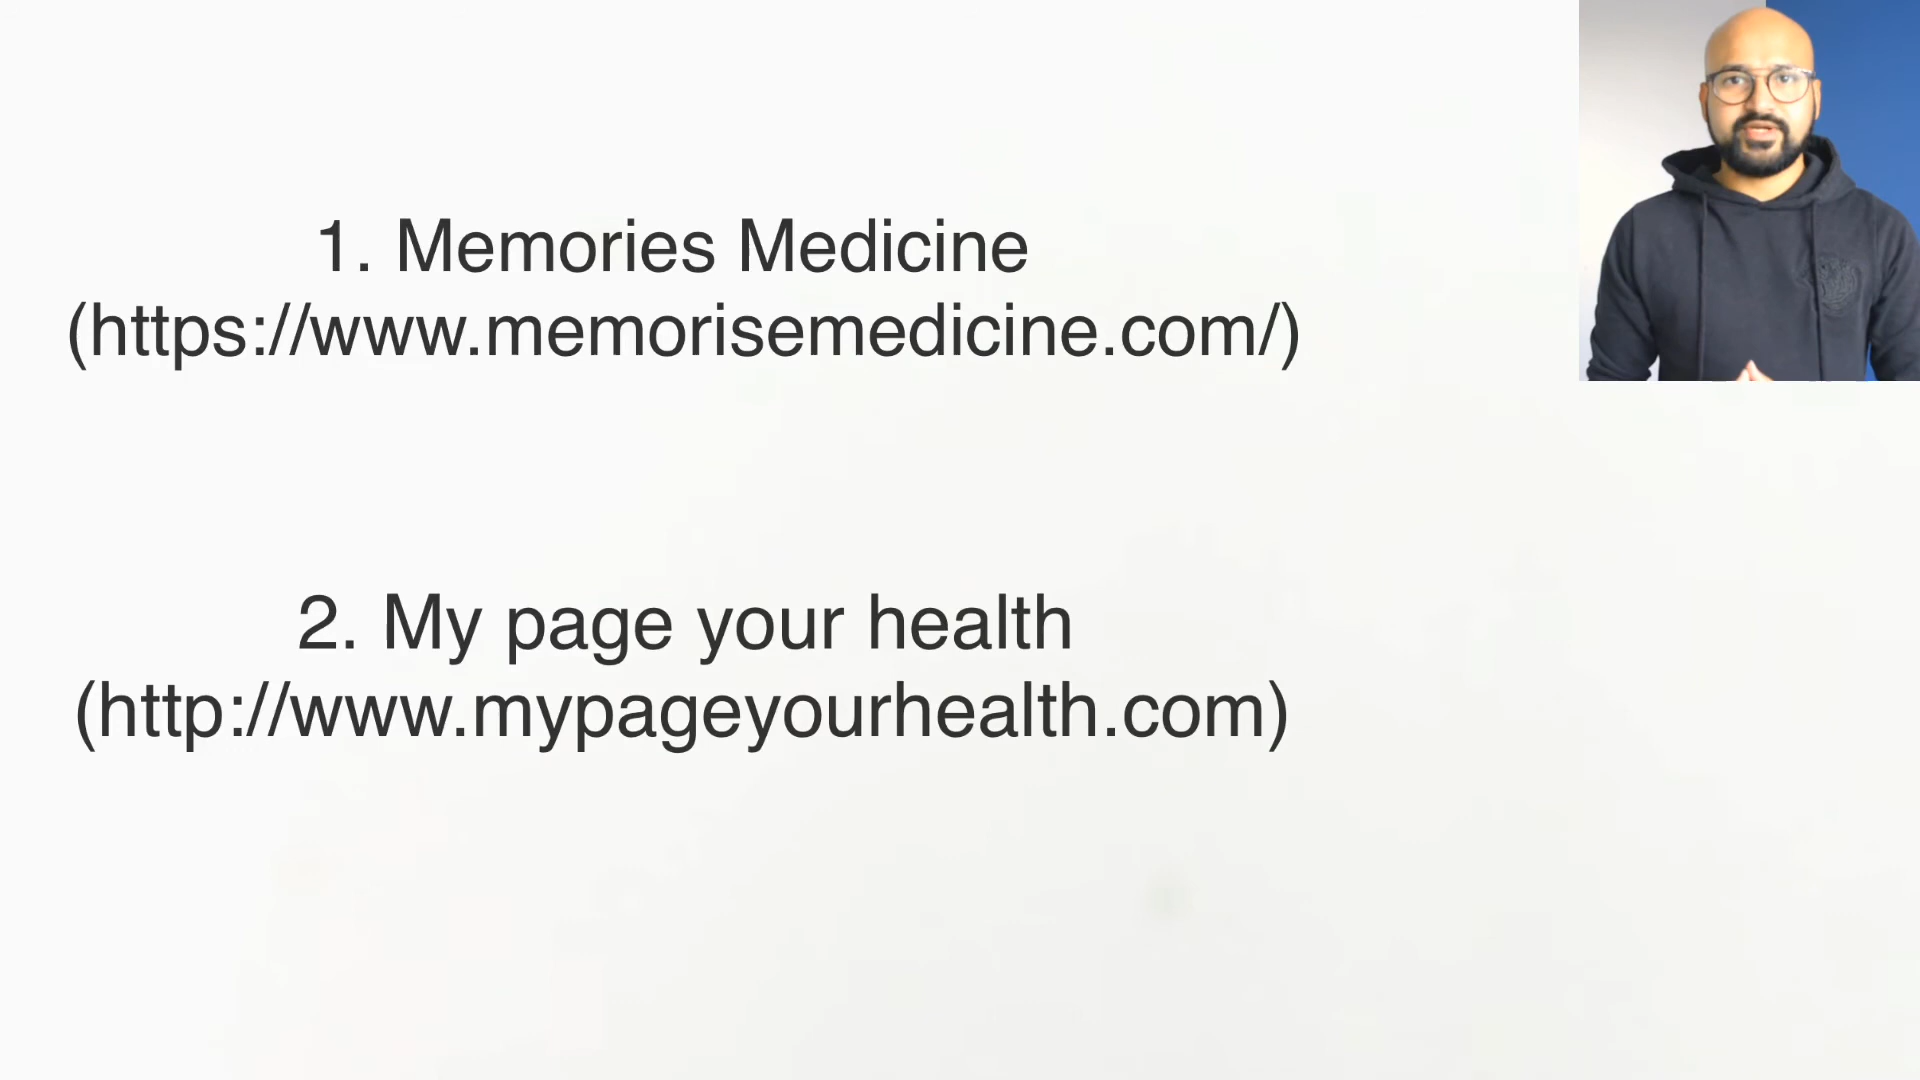 1. Memories Medicine
(https://www.memorisemedicine.com/)
2. My page your health
(http://www.mypageyourhealth.com)